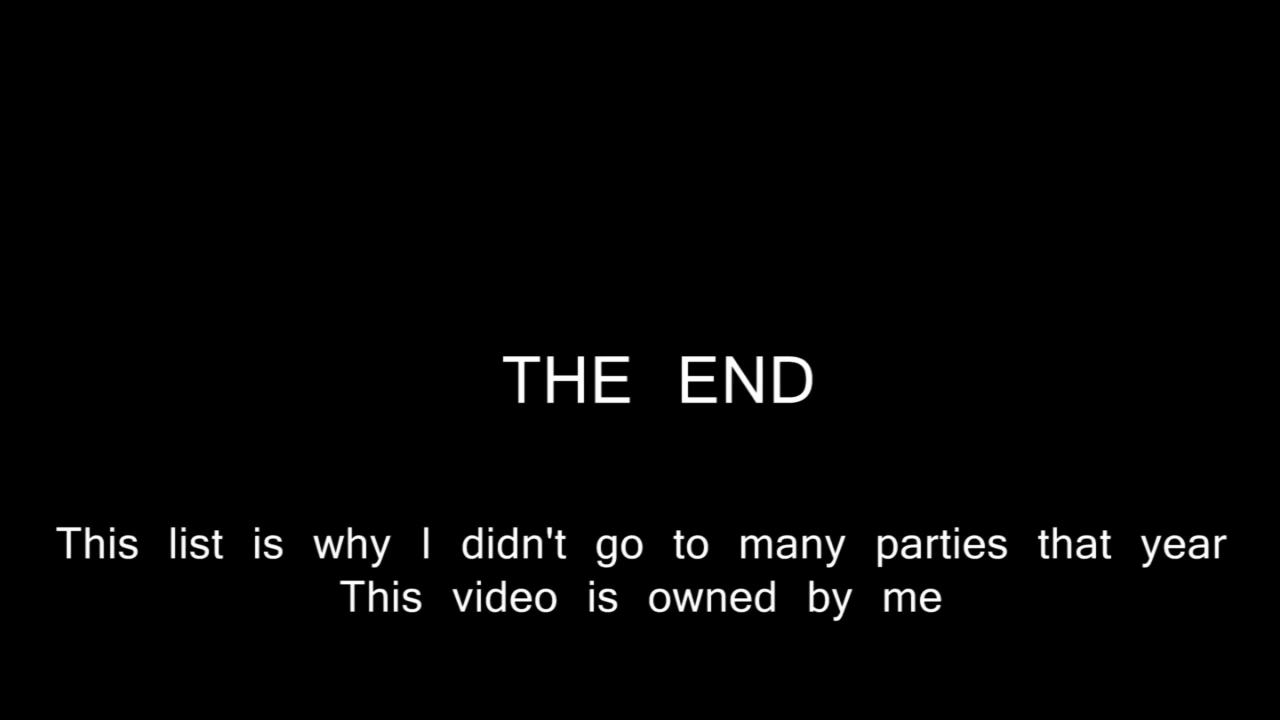 THE END
This list is why I didn't go to many parties that year
This video is owned by me